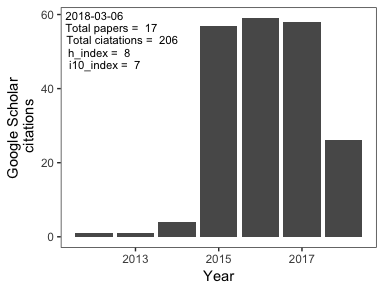 2018-03-06
Total papers = 17
Total ciatations = 206
h_index = 8
i10_index = 7
60
40
20
0
Google Scholar
citations
2013
2015
2017
Year